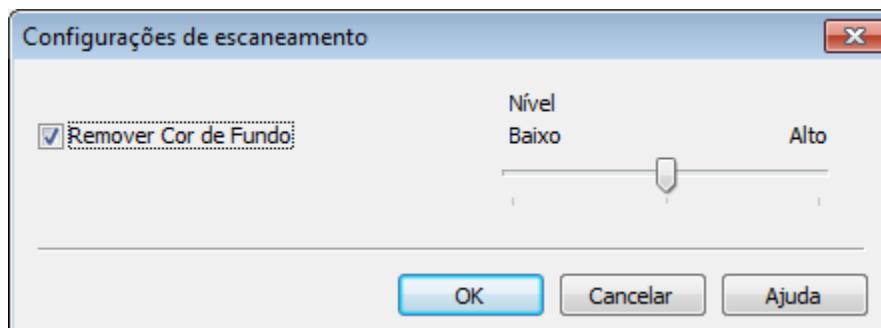 Configurações de escaneamento
Nível
Remover Cor de Fundo Baixo Alto
OK Cancelar Ajuda